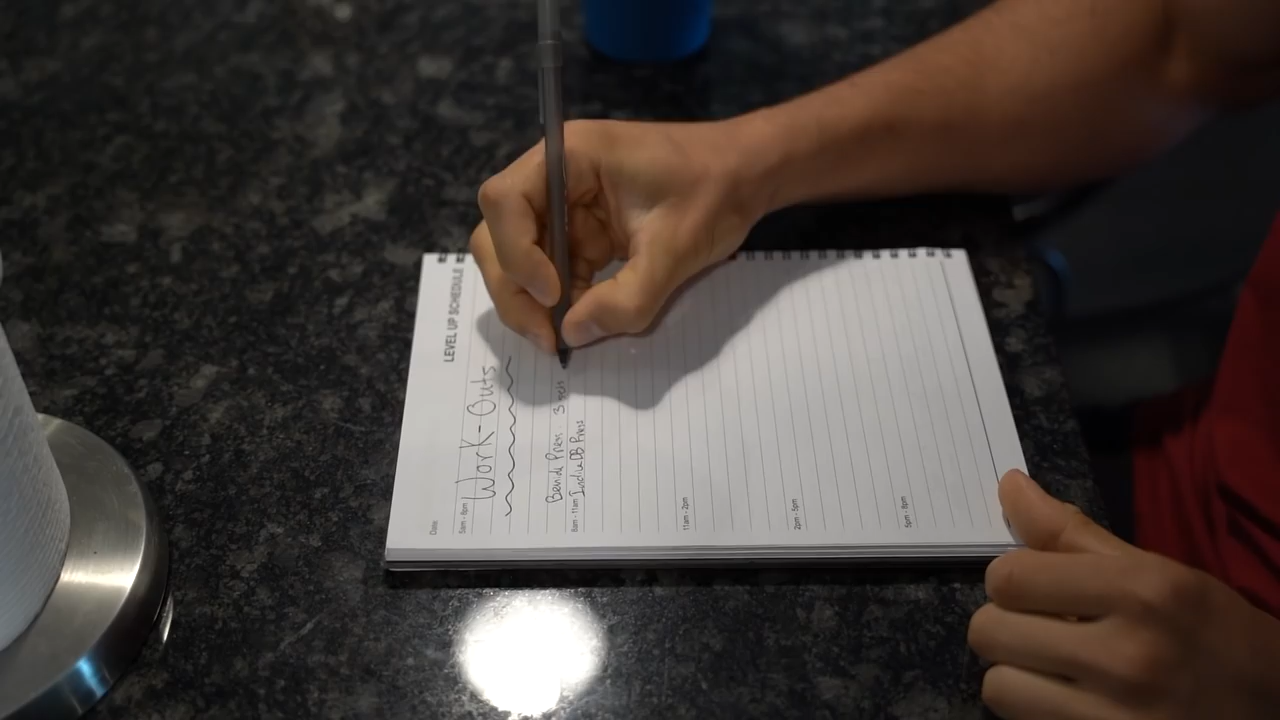 LEVEL UP SCHEDULE
Date:
5am - 8am
Work-Outs
Bench Press. 3 sets
8am - 11am Incline DB Press
11am - 2pm
2pm - 5pm
5pm - 8pm